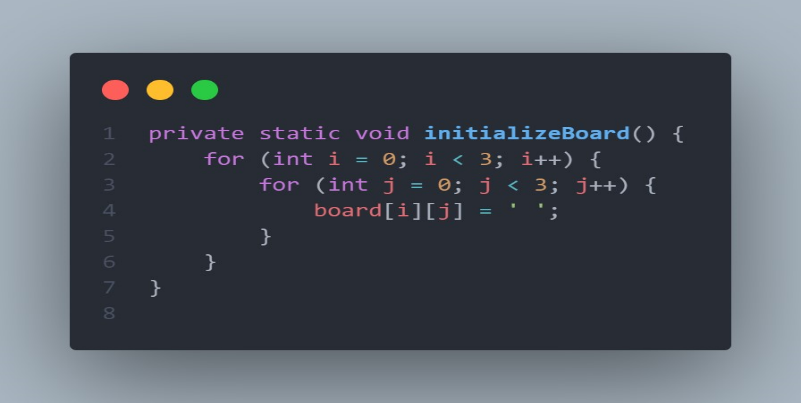 1 private static void initializeBoard() {
2     for (int i = 0; i < 3; i++) {
3         for (int j = 0; j < 3; j++) {
4             board[i][j] = ' ';
5         }
6     }
7 }
8